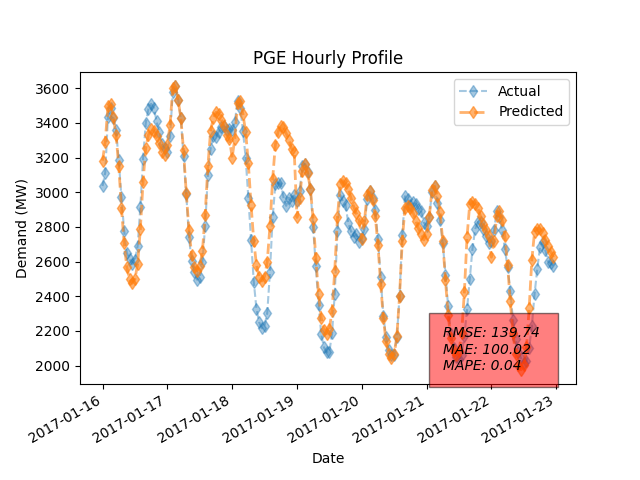 PGE Hourly Profile
Actual
Predicted
3600
3400
3200
3000
2800
2600
2400
2200
2000
Demand (MW)
RMSE: 139.74
MAE: 100.02
MAPE: 0.04
2017-01-16
2017-01-17
2017-01-18
2017-01-19
2017-01-20
2017-01-21
2017-01-22
2017-01-23
Date